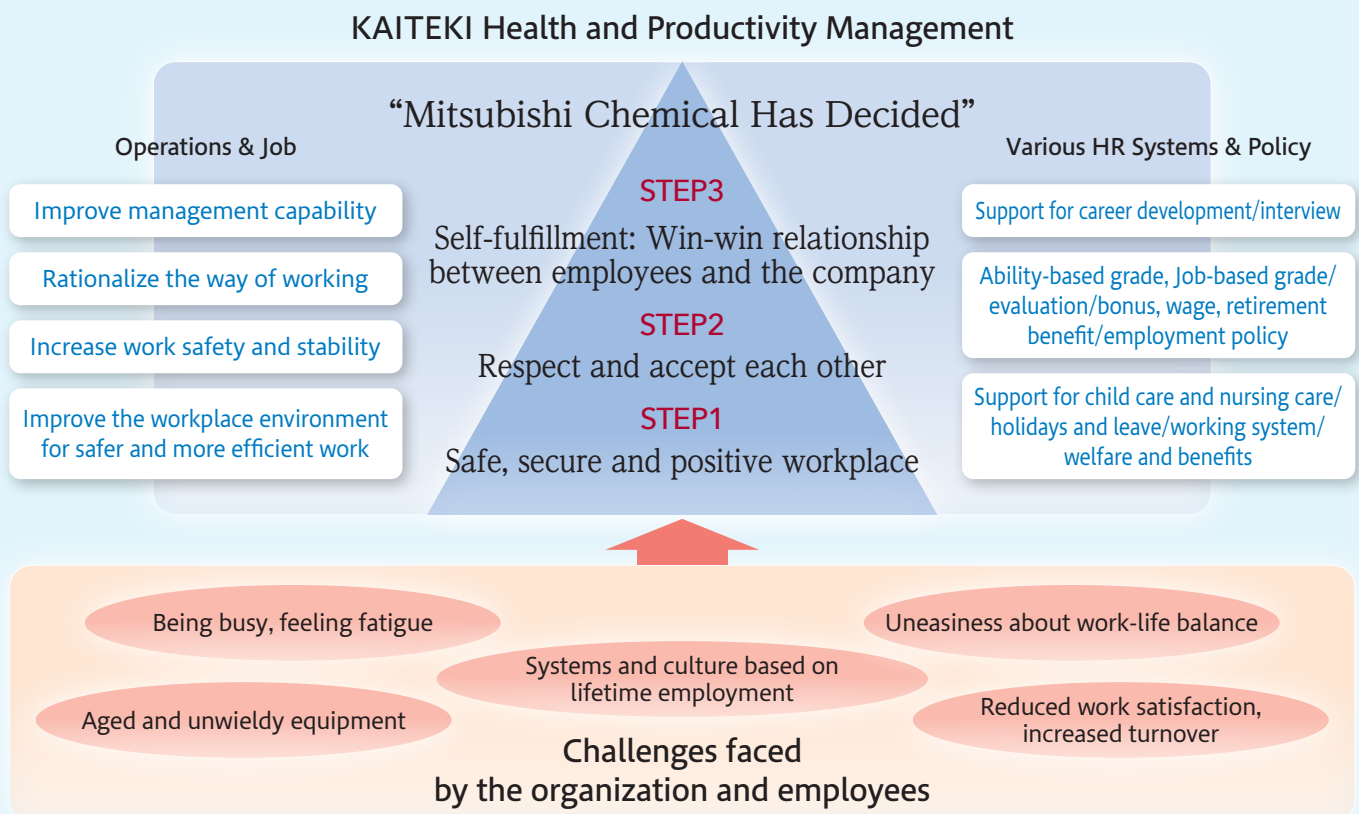 KAITEKI Health and Productivity Management
“Mitsubishi Chemical Has Decided”
Operations & Job
Improve management capability
Rationalize the way of working
Increase work safety and stability
Improve the workplace environment
for safer and more efficient work
STEP3
Self-fulfillment: Win-win relationship
between employees and the company
STEP2
Respect and accept each other
STEP1
Safe, secure and positive workplace
Various HR Systems & Policy
Support for career development/interview
Ability-based grade, Job-based grade/
evaluation/bonus, wage, retirement
benefit/employment policy
Support for child care and nursing care/
holidays and leave/working system/
welfare and benefits
Being busy, feeling fatigue
Uneasiness about work-life balance
Systems and culture based on
lifetime employment
Aged and unwieldy equipment
Reduced work satisfaction,
increased turnover
Challenges faced
by the organization and employees